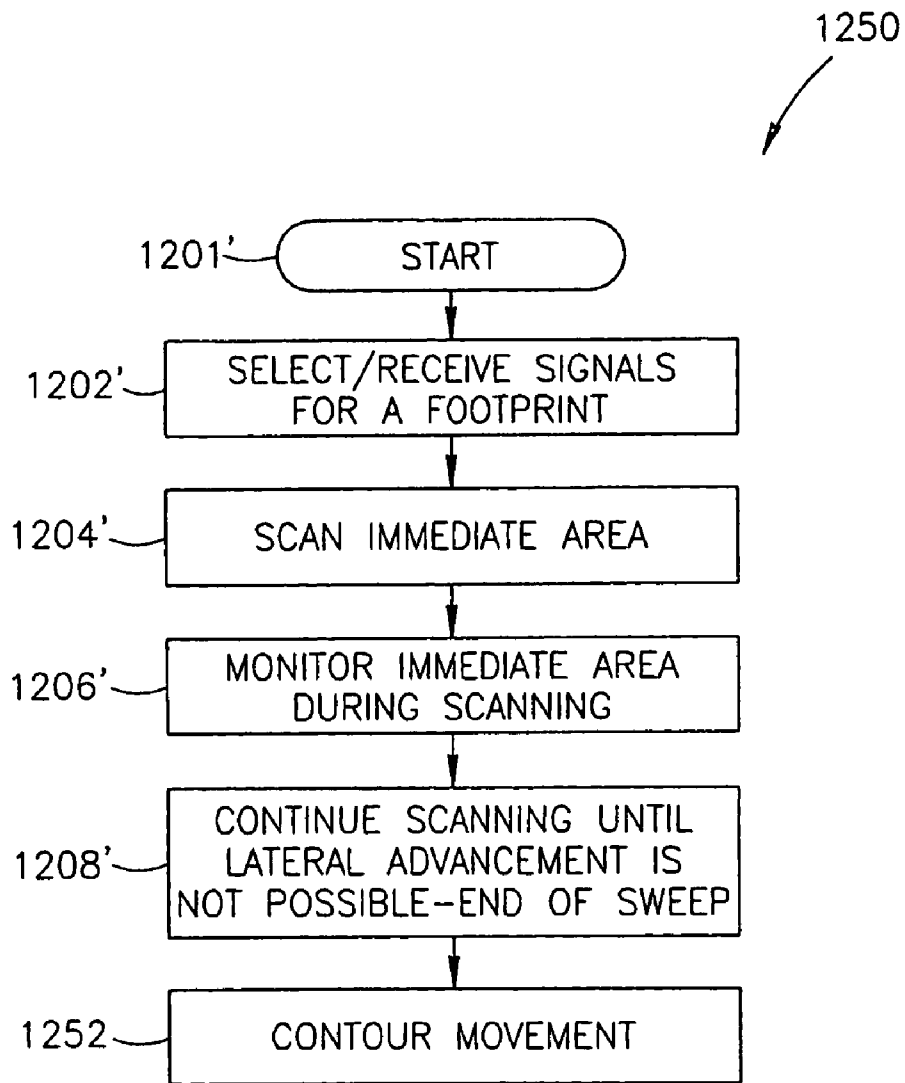 1250
1201'
START
1202'
SELECT/RECEIVE SIGNALS
FOR A FOOTPRINT
1204'
SCAN IMMEDIATE AREA
1206'
MONITOR IMMEDIATE AREA
DURING SCANNING
1208'
CONTINUE SCANNING UNTIL
LATERAL ADVANCEMENT IS
NOT POSSIBLE-END OF SWEEP
1252
CONTOUR MOVEMENT